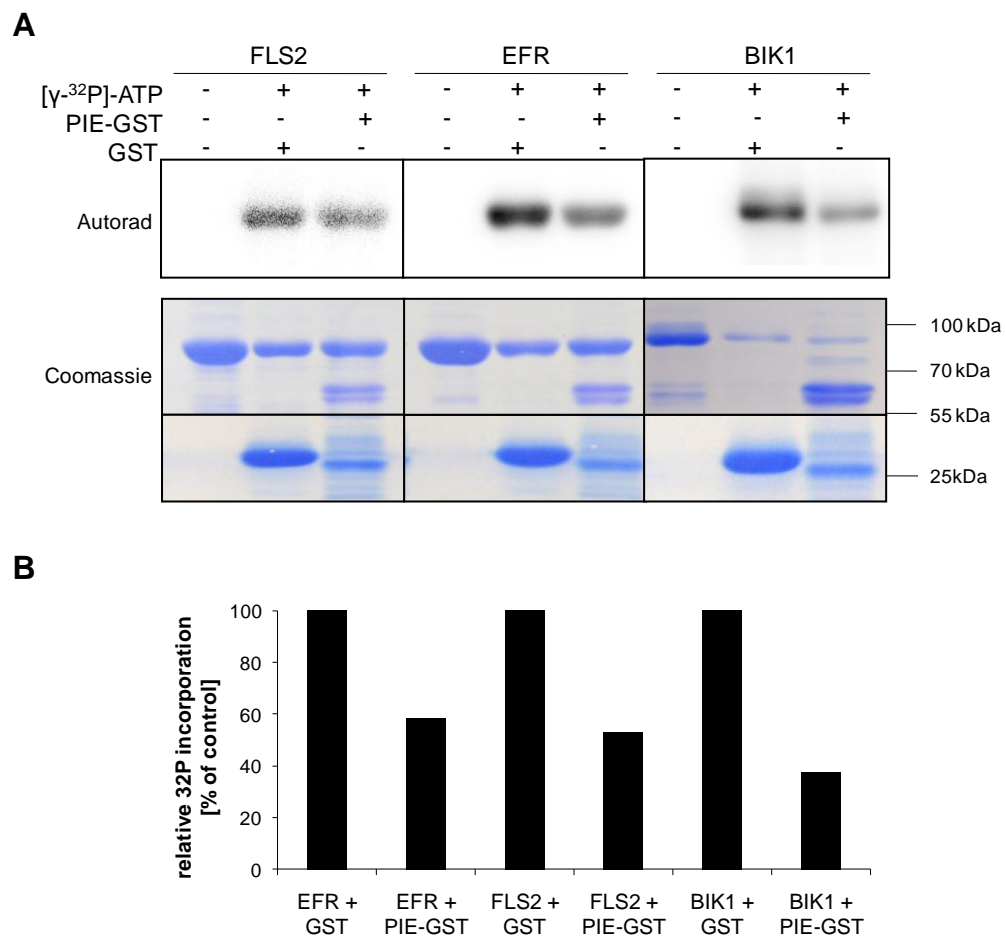 A
FLS2 EFR BIK1
[γ-³²P]-ATP - + + - + + - + +
PIE-GST - - + - - + - - +
GST - + - - + - - + -
Autorad
Coomassie
100 kDa
70 kDa
55 kDa
25kDa
B
relative 32P incorporation
[% of control]
100
80
60
40
20
0
EFR + GST
EFR + PIE-GST
FLS2 + GST
FLS2 + PIE-GST
BIK1 + GST
BIK1 + PIE-GST